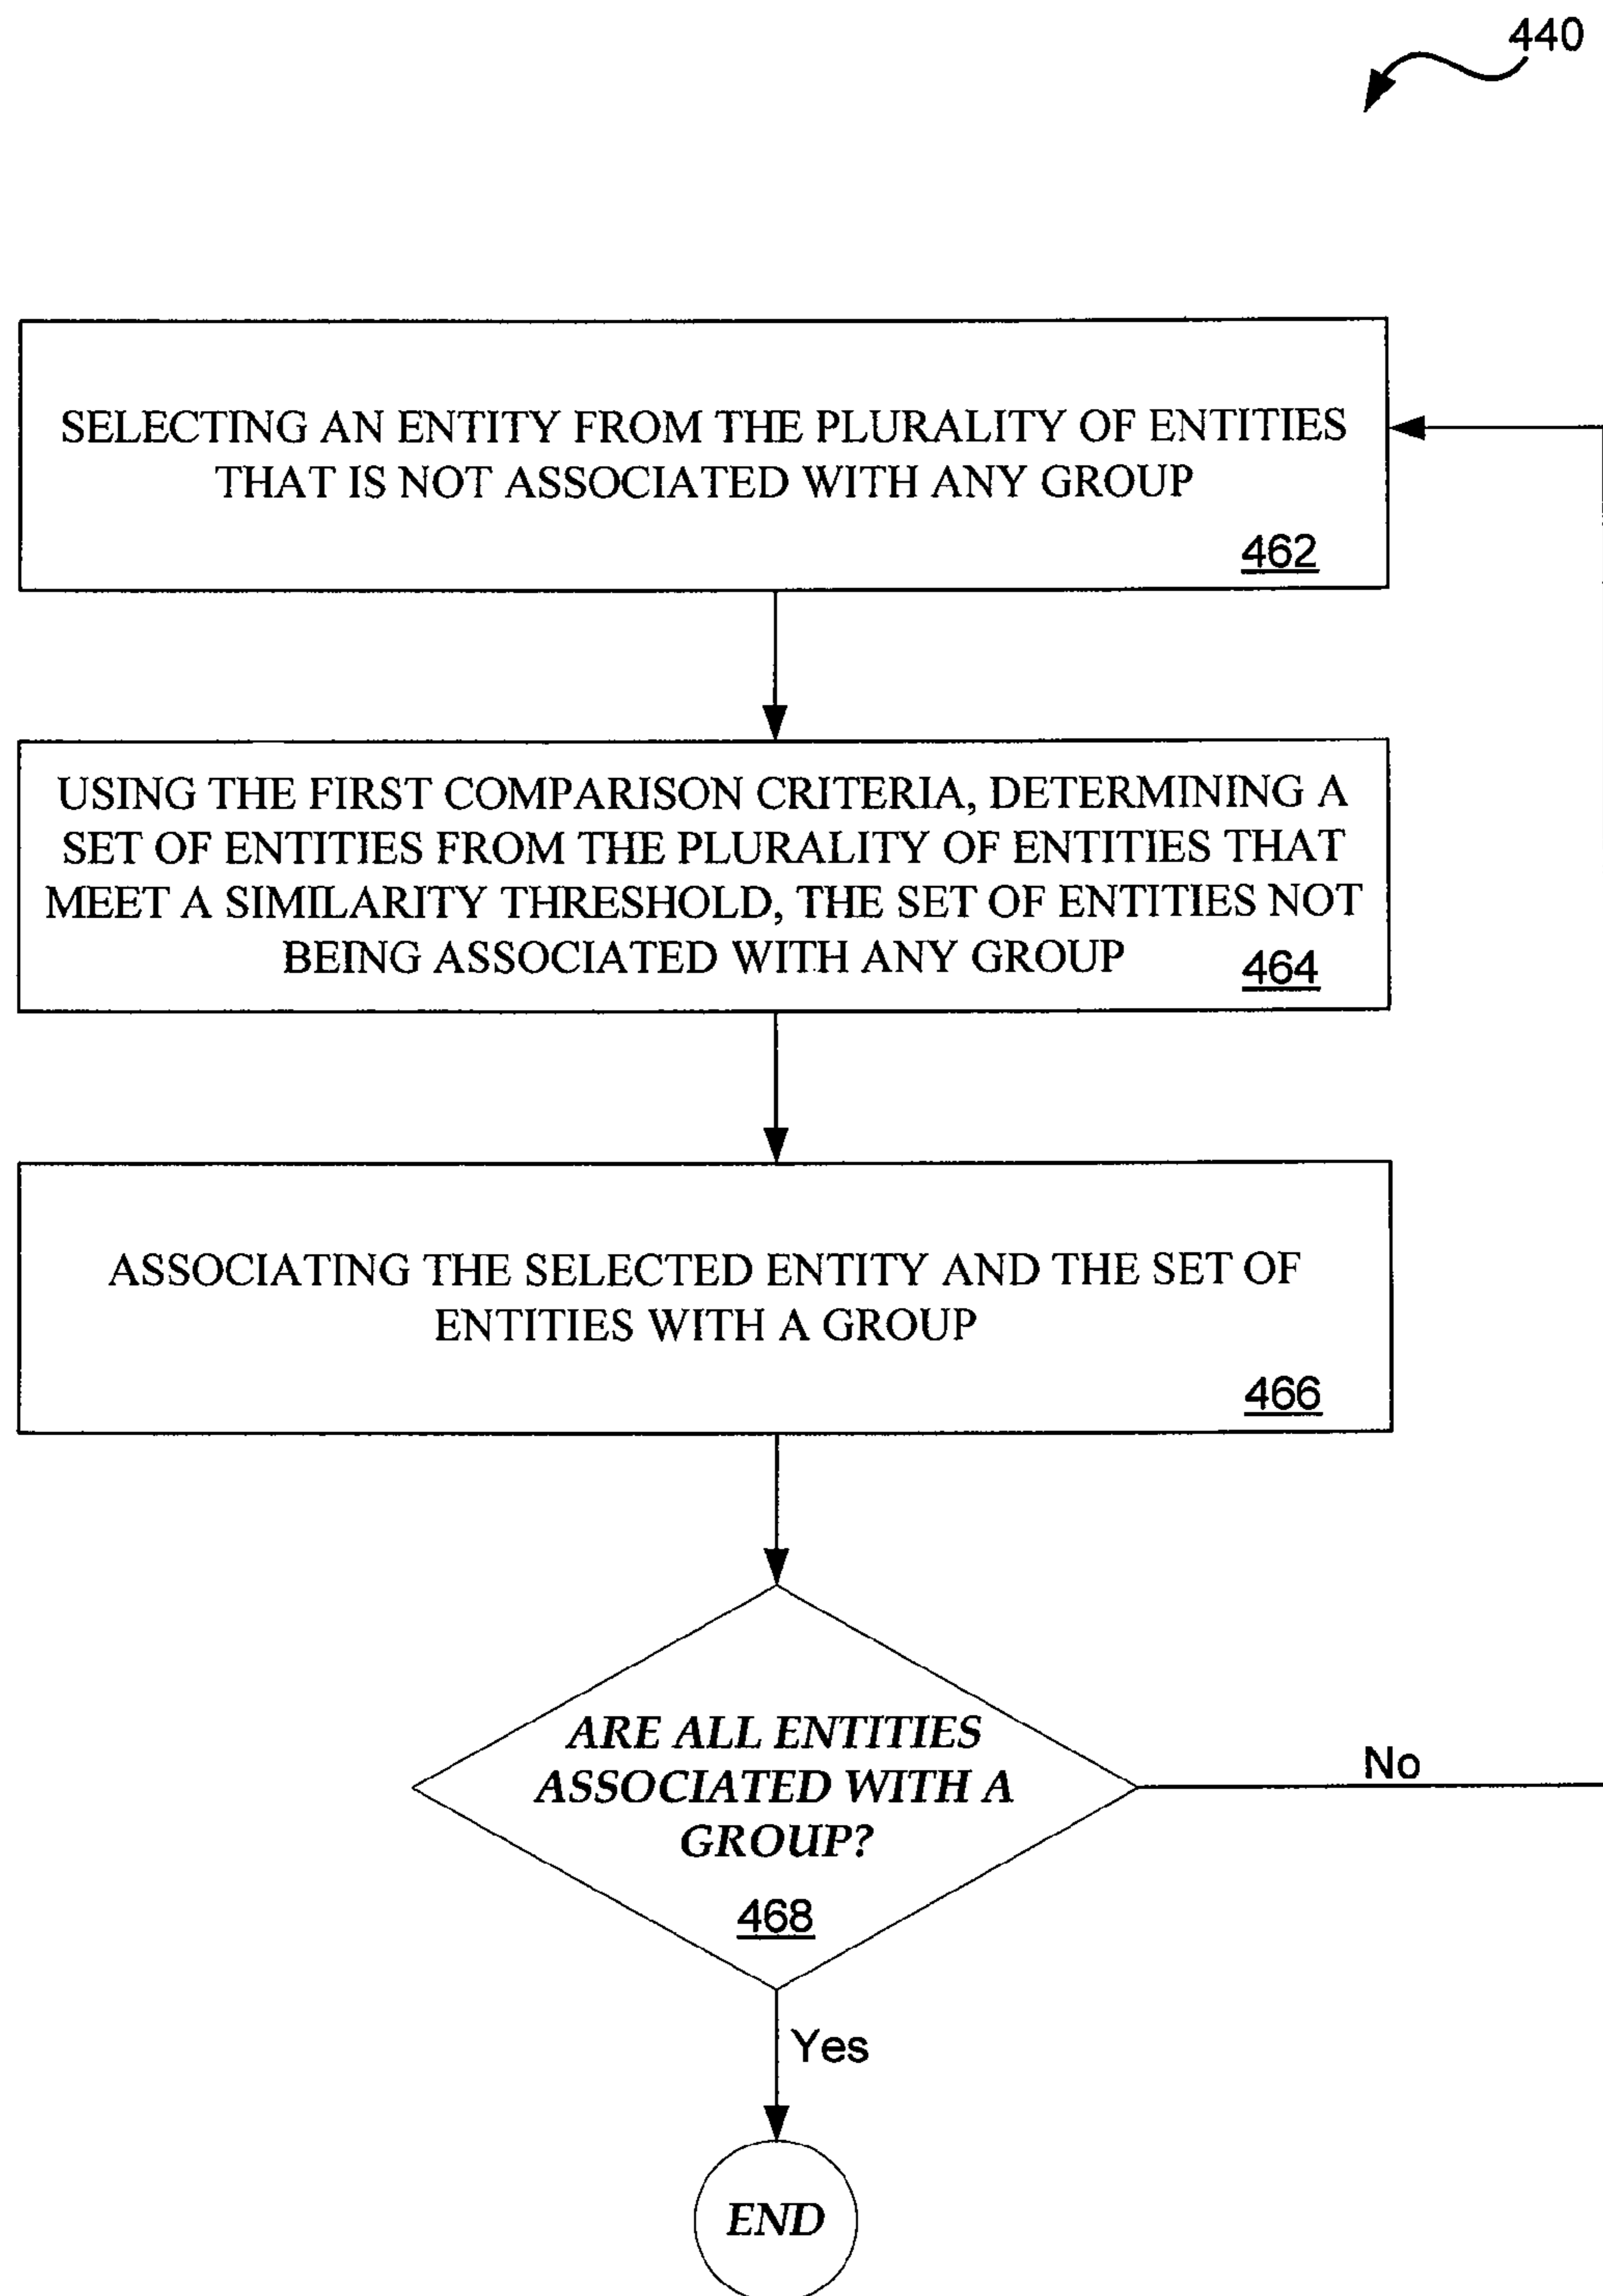 440
SELECTING AN ENTITY FROM THE PLURALITY OF ENTITIES
THAT IS NOT ASSOCIATED WITH ANY GROUP
462
USING THE FIRST COMPARISON CRITERIA, DETERMINING A
SET OF ENTITIES FROM THE PLURALITY OF ENTITIES THAT
MEET A SIMILARITY THRESHOLD, THE SET OF ENTITIES NOT
BEING ASSOCIATED WITH ANY GROUP
464
ASSOCIATING THE SELECTED ENTITY AND THE SET OF
ENTITIES WITH A GROUP
466
ARE ALL ENTITIES
ASSOCIATED WITH A
GROUP?
468
No
Yes
END